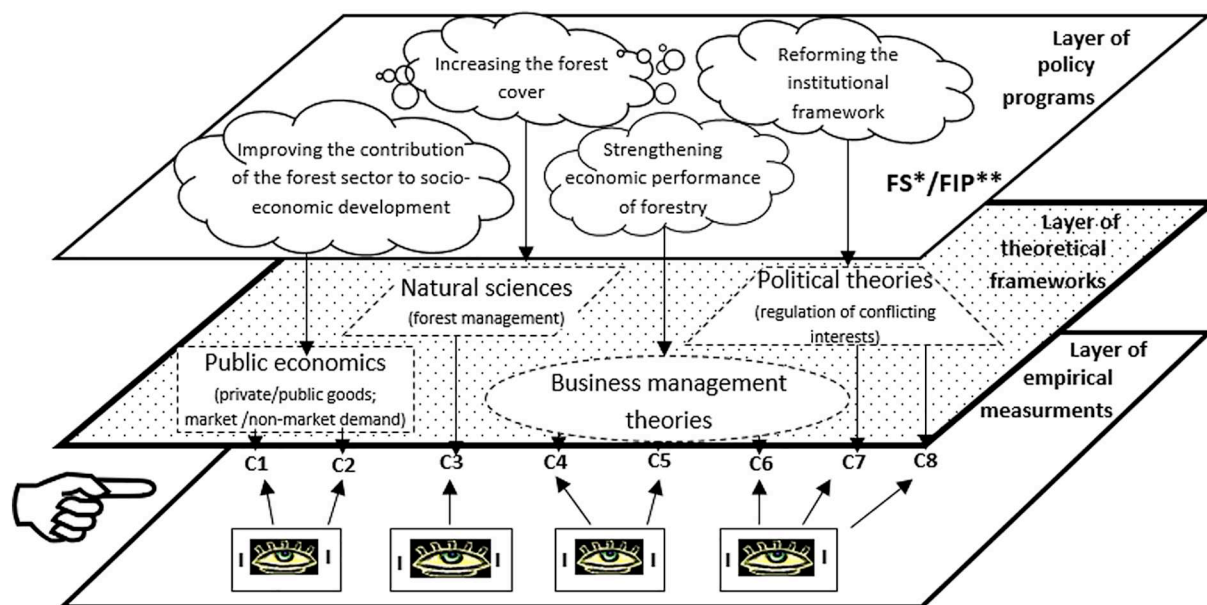 Increasing the forest
cover
Reforming the
institutional
framework
Layer of
policy
programs
Improving the contribution
of the forest sector to socio-
economic development
Strengthening
economic performance
of forestry
FS*/FIP**
Layer of
theoretical
frameworks
Natural sciences
(forest management)
Political theories
(regulation of conflicting
interests)
Public economics
(private/public goods;
market /non-market demand)
Business management
theories
Layer of
empirical
measurments
C1 C2 C3 C4 C5 C6 C7 C8